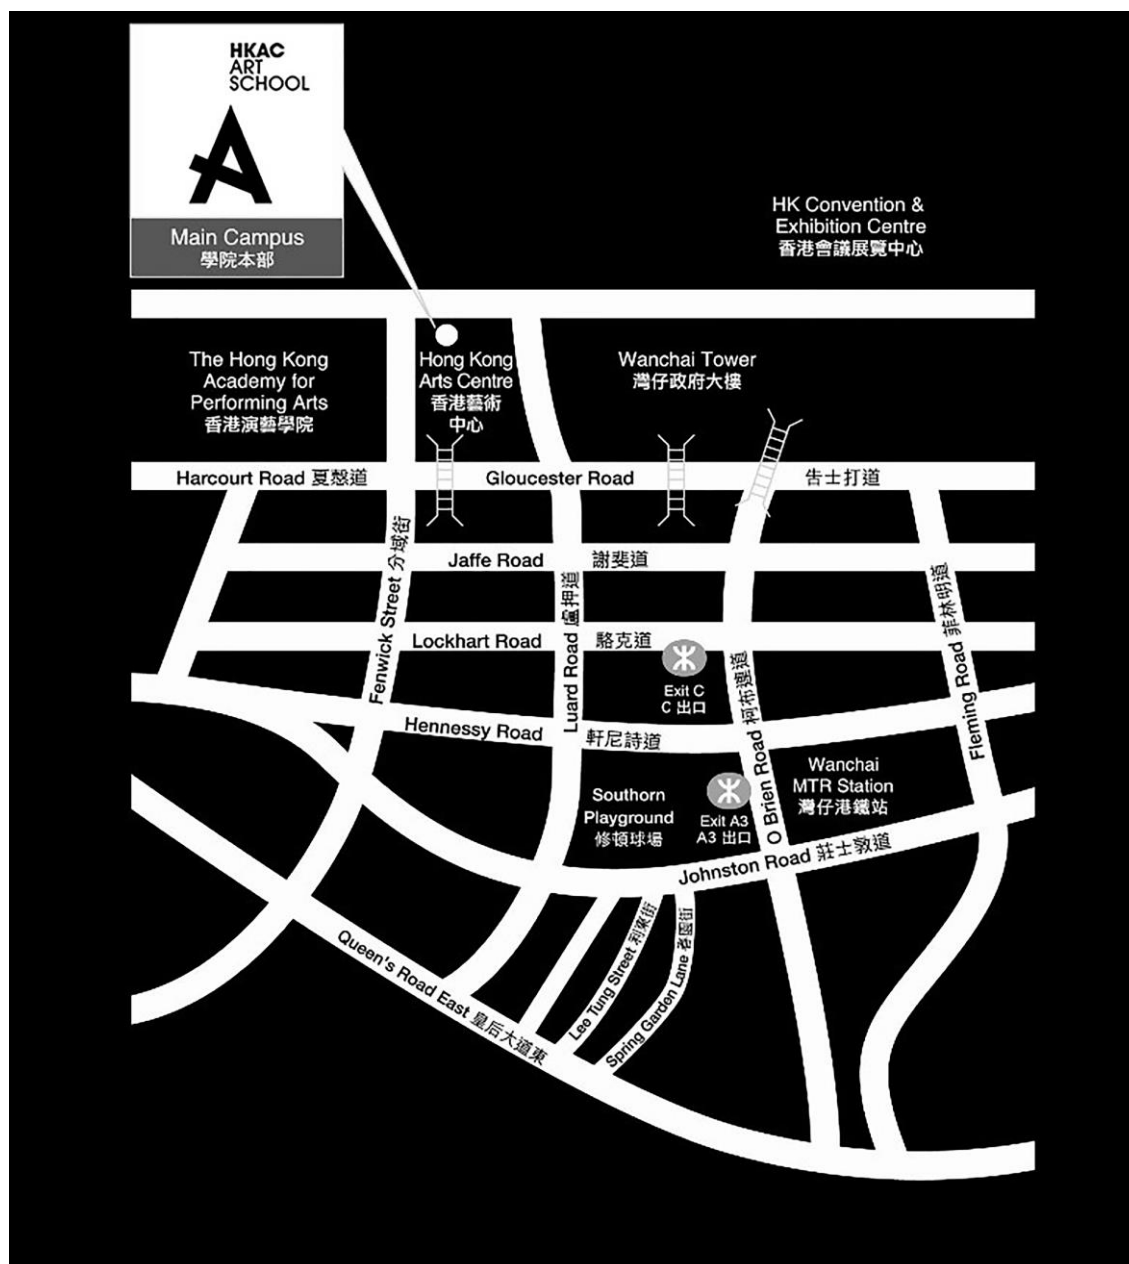 HKAC
ART
SCHOOL
Main Campus
學院本部
HK Convention &
Exhibition Centre
香港會議展覽中心
The Hong Kong
Academy for
Performing Arts
香港演藝學院
Hong Kong
Arts Centre
香港藝術
中心
Wanchai Tower
灣仔政府大樓
Harcourt Road 夏慤道
Gloucester Road
告士打道
Fenwick Street 分域街
Jaffe Road
謝斐道
Luard Road 盧押道
Lockhart Road
駱克道
Exit C
C 出口
O Brien Road 柯布連道
Fleming Road 菲林明道
Hennessy Road
軒尼詩道
Southorn
Playground
修頓球場
Exit A3
A3 出口
Wanchai
MTR Station
灣仔港鐵站
Johnston Road 莊士敦道
Queen's Road East 皇后大道東
Lee Tung Street 利東街
Spring Garden Lane 春園街